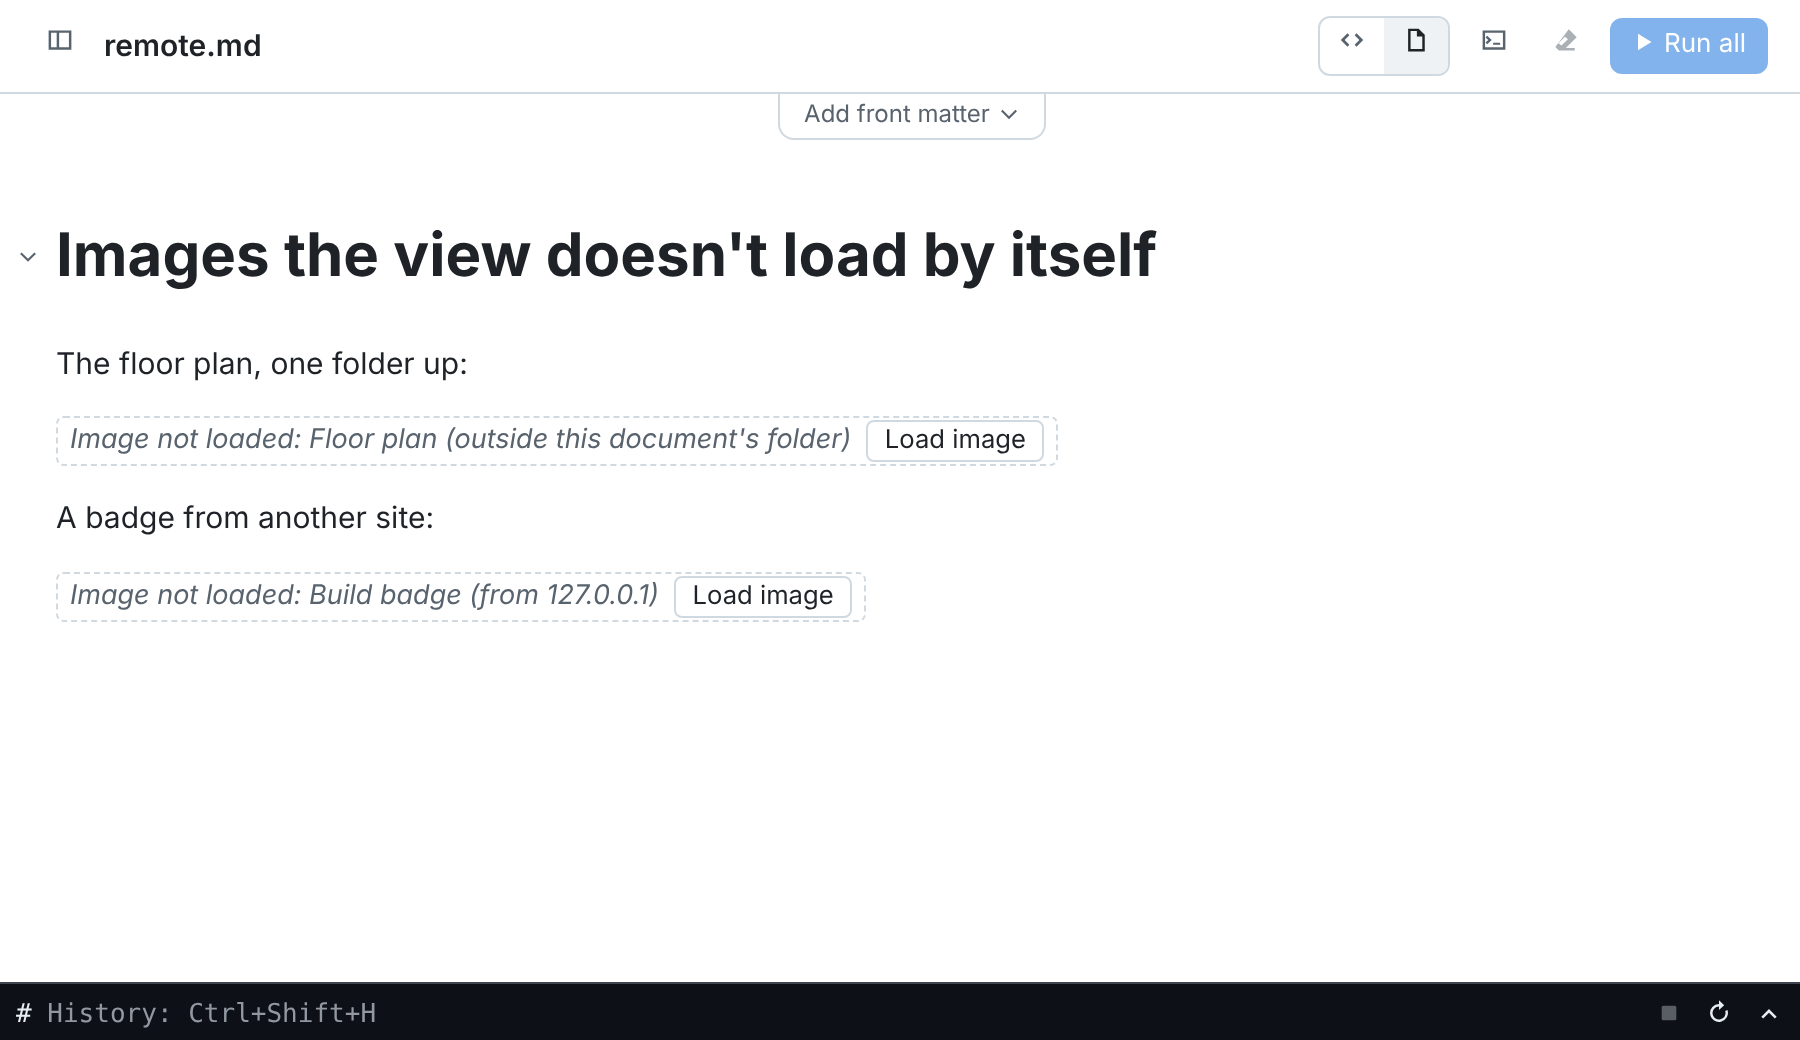 remote.md
Run all
Add front matter
Images the view doesn't load by itself
The floor plan, one folder up:
Image not loaded: Floor plan (outside this document's folder) Load image
A badge from another site:
Image not loaded: Build badge (from 127.0.0.1) Load image
# History: Ctrl+Shift+H